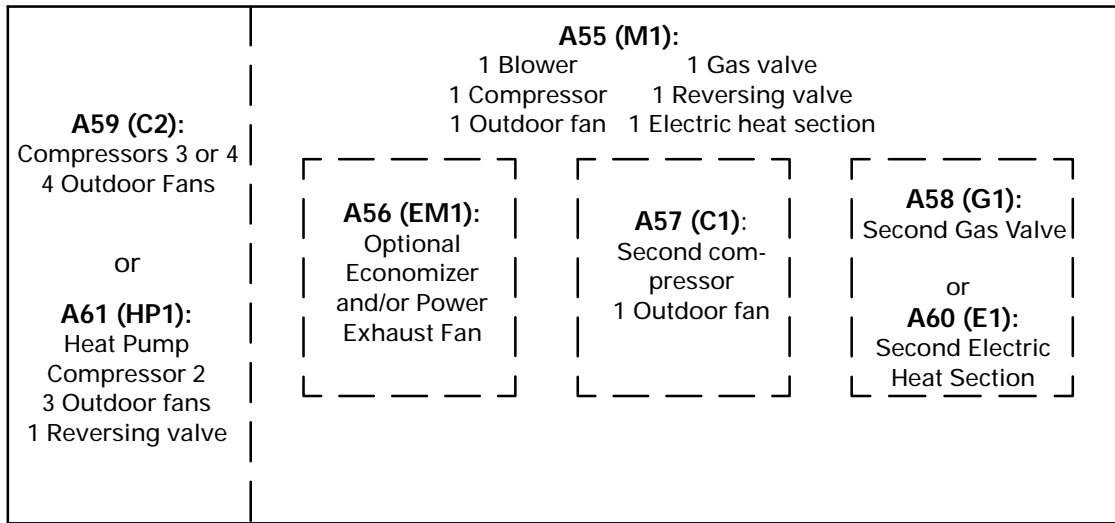 A59 (C2):
Compressors 3 or 4
4 Outdoor Fans
or
A61 (HP1):
Heat Pump
Compressor 2
3 Outdoor fans
1 Reversing valve
A55 (M1):
1 Blower 1 Gas valve
1 Compressor 1 Reversing valve
1 Outdoor fan 1 Electric heat section
A56 (EM1):
Optional
Economizer
and/or Power
Exhaust Fan
A57 (C1):
Second com-
pressor
1 Outdoor fan
A58 (G1):
Second Gas Valve
or
A60 (E1):
Second Electric
Heat Section